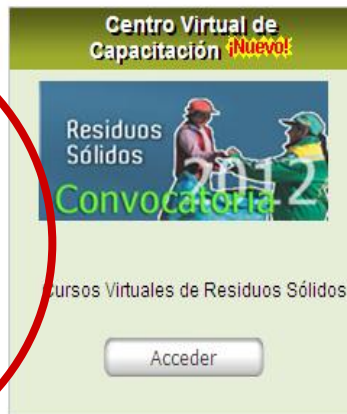 Centro Virtual de
Capacitación ¡Nuevo!
Residuos
Sólidos
2012
Convocatoria
Cursos Virtuales de Residuos Sólidos
Acceder